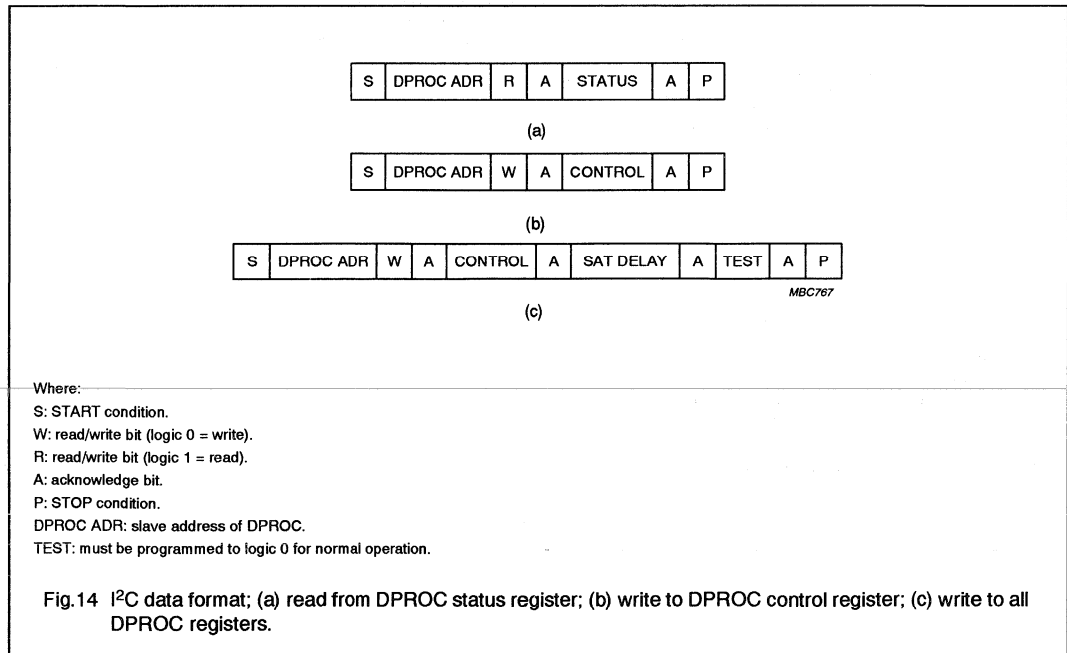 S DPROC ADR R A STATUS A P
(a)
S DPROC ADR W A CONTROL A P
(b)
S DPROC ADR W A CONTROL A SAT DELAY A TEST A P
MBC767
(c)
Where:
S: START condition.
W: read/write bit (logic 0 = write).
R: read/write bit (logic 1 = read).
A: acknowledge bit.
P: STOP condition.
DPROC ADR: slave address of DPROC.
TEST: must be programmed to logic 0 for normal operation.
Fig.14 I²C data format; (a) read from DPROC status register; (b) write to DPROC control register; (c) write to all
DPROC registers.